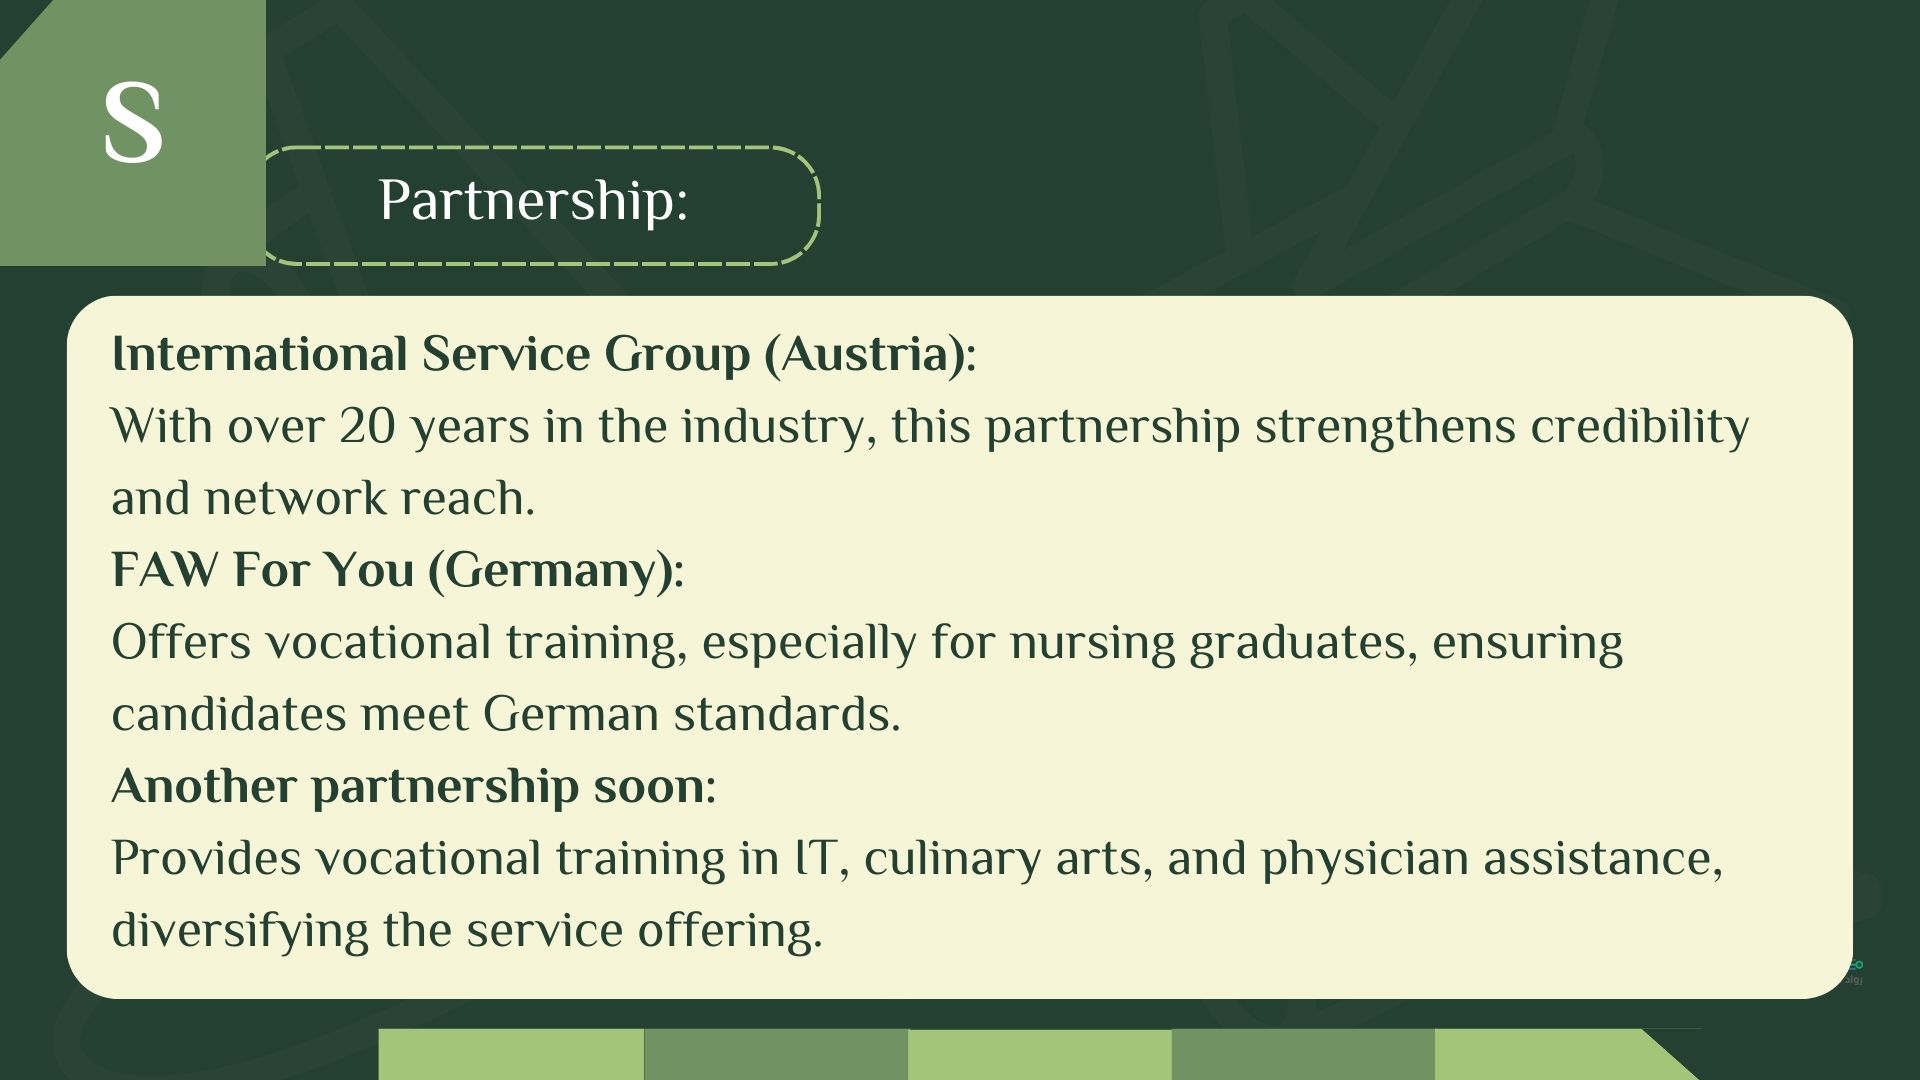 S
Partnership:
International Service Group (Austria):
With over 20 years in the industry, this partnership strengthens credibility
and network reach.
FAW For You (Germany):
Offers vocational training, especially for nursing graduates, ensuring
candidates meet German standards.
Another partnership soon:
Provides vocational training in IT, culinary arts, and physician assistance,
diversifying the service offering.